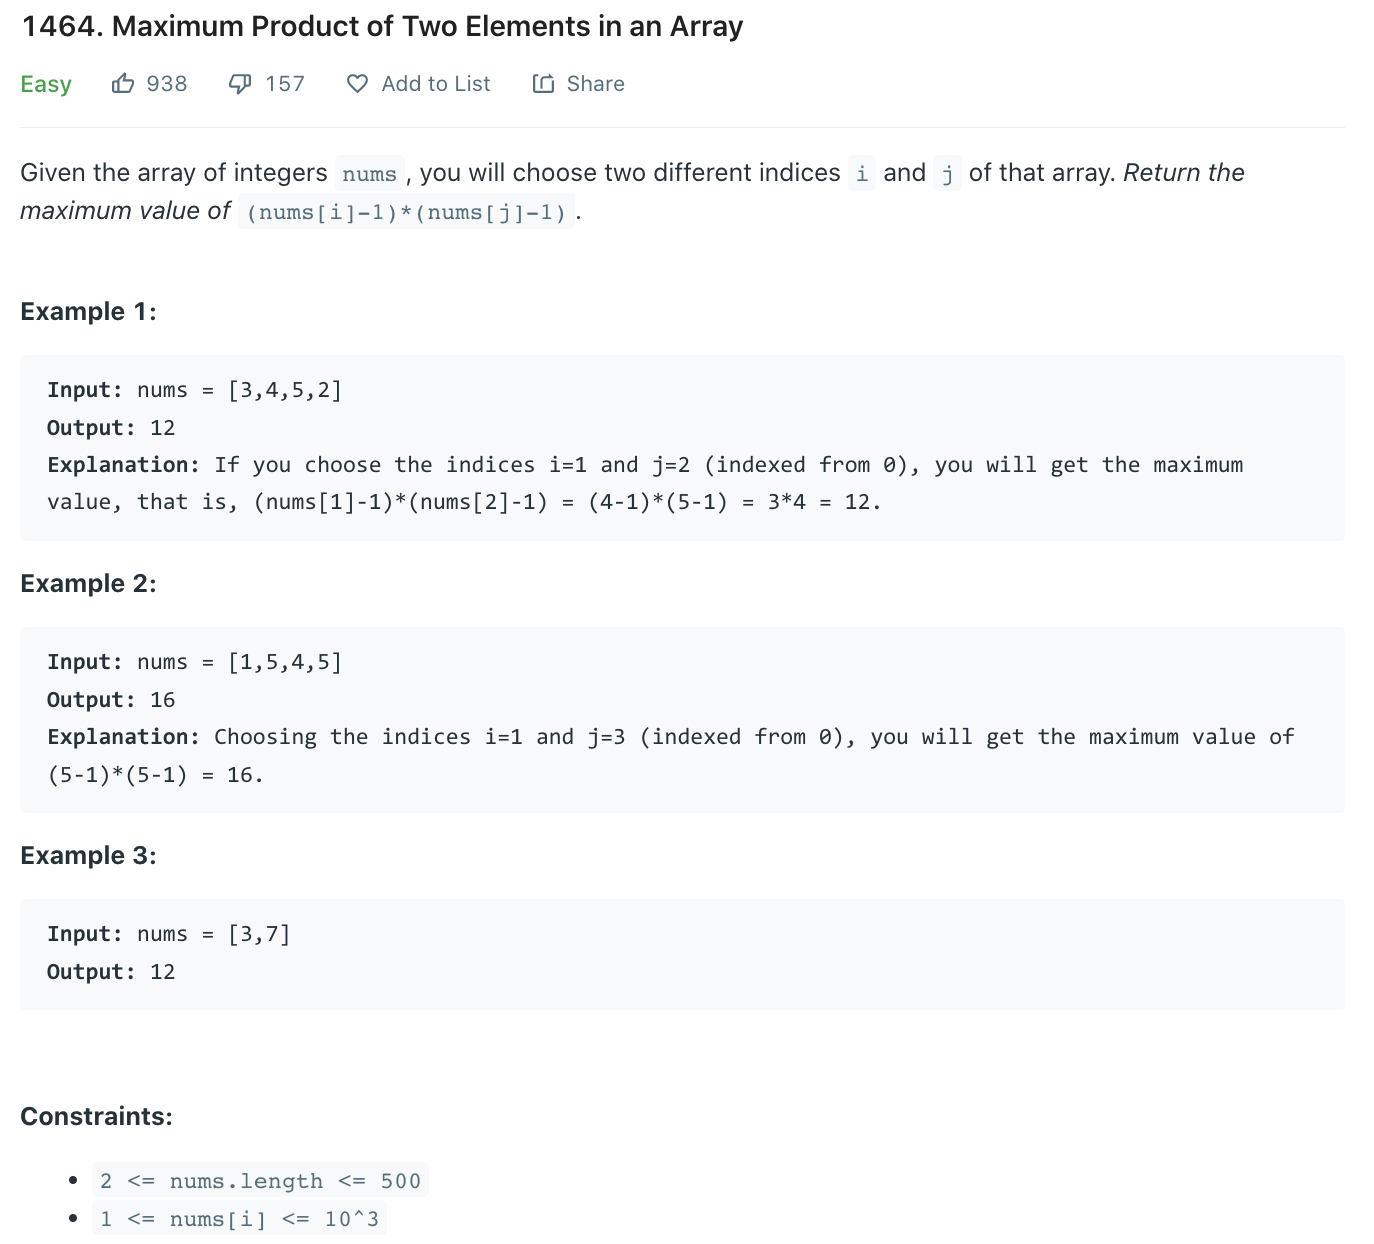 1464. Maximum Product of Two Elements in an Array
Easy 938 157 Add to List Share
Given the array of integers nums , you will choose two different indices i and j of that array. Return the
maximum value of (nums[i]-1)*(nums[j]-1) .
Example 1:
Input: nums = [3,4,5,2]
Output: 12
Explanation: If you choose the indices i=1 and j=2 (indexed from 0), you will get the maximum
value, that is, (nums[1]-1)*(nums[2]-1) = (4-1)*(5-1) = 3*4 = 12.
Example 2:
Input: nums = [1,5,4,5]
Output: 16
Explanation: Choosing the indices i=1 and j=3 (indexed from 0), you will get the maximum value of
(5-1)*(5-1) = 16.
Example 3:
Input: nums = [3,7]
Output: 12
Constraints:
• 2 <= nums.length <= 500
• 1 <= nums[i] <= 10^3